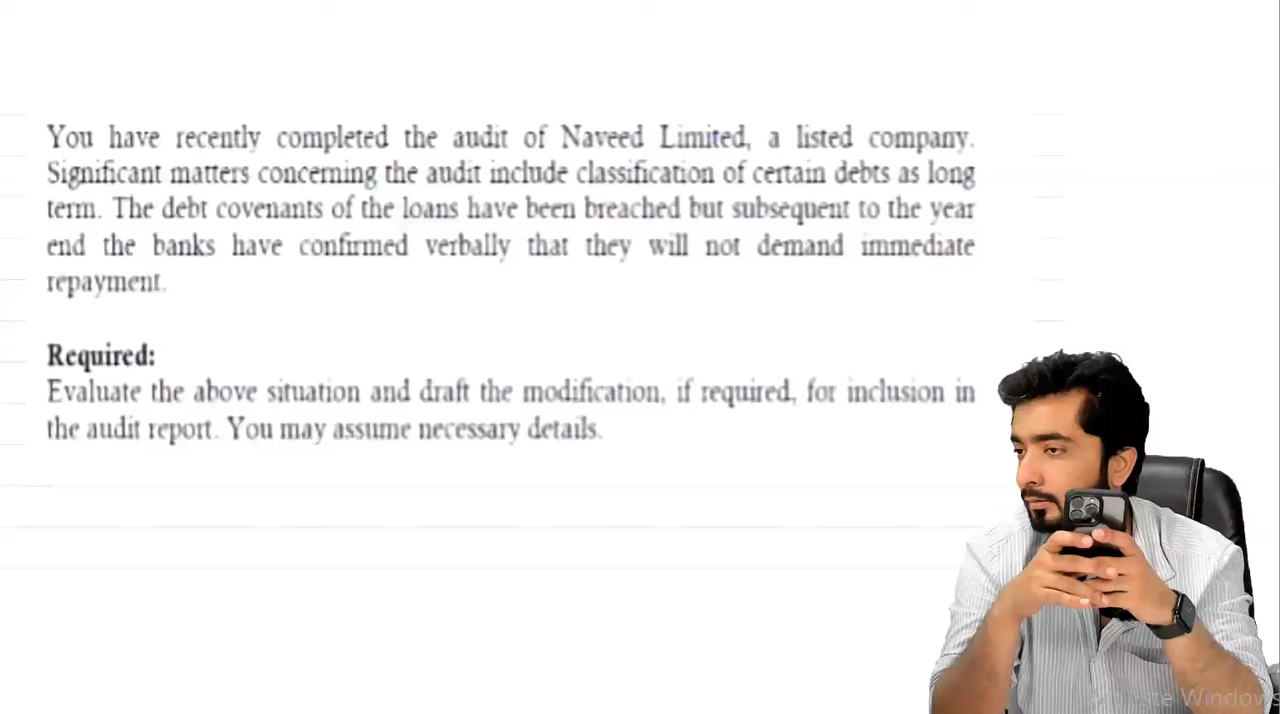 You have recently completed the audit of Naveed Limited, a listed company.
Significant matters concerning the audit include classification of certain debts as long
term. The debt covenants of the loans have been breached but subsequent to the year
end the banks have confirmed verbally that they will not demand immediate
repayment.
Required:
Evaluate the above situation and draft the modification, if required, for inclusion in
the audit report. You may assume necessary details.
Activate Windows